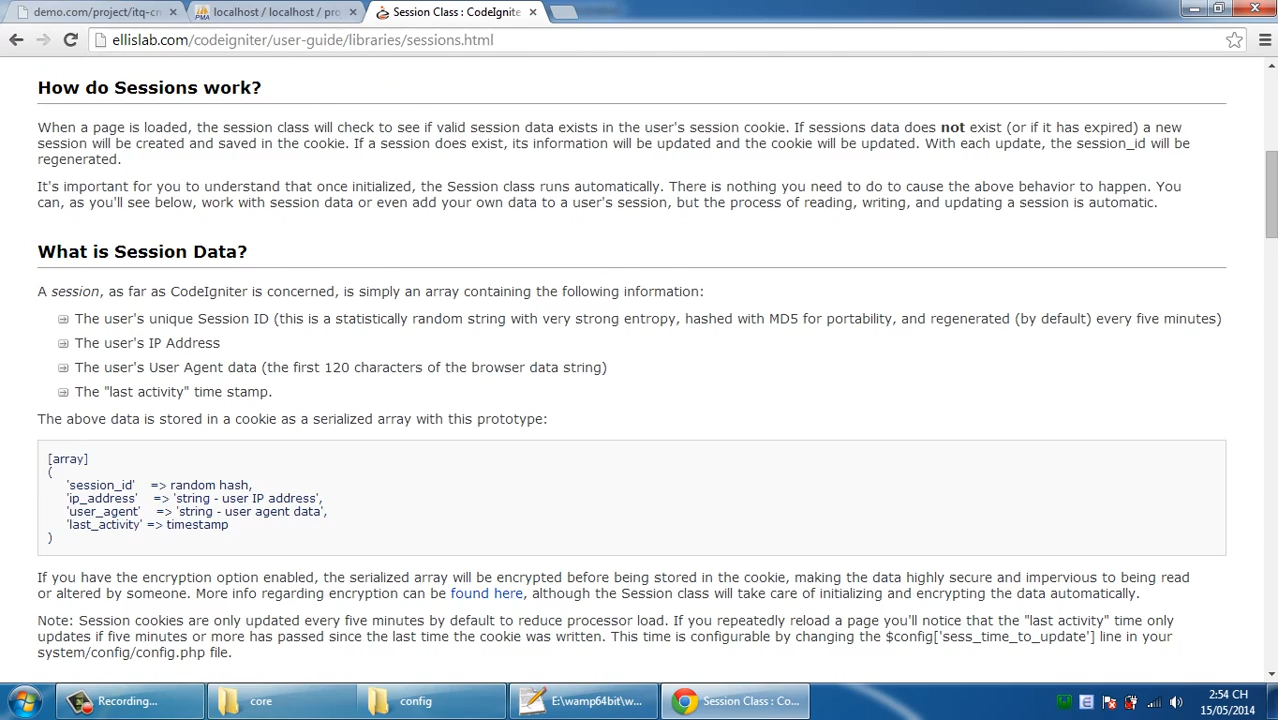 demo.com/project/itq-cr
localhost / localhost / pro
Session Class : CodeIgnite
ellislab.com/codeigniter/user-guide/libraries/sessions.html
How do Sessions work?
When a page is loaded, the session class will check to see if valid session data exists in the user's session cookie. If sessions data does not exist (or if it has expired) a new
session will be created and saved in the cookie. If a session does exist, its information will be updated and the cookie will be updated. With each update, the session_id will be
regenerated.
It's important for you to understand that once initialized, the Session class runs automatically. There is nothing you need to do to cause the above behavior to happen. You
can, as you'll see below, work with session data or even add your own data to a user's session, but the process of reading, writing, and updating a session is automatic.
What is Session Data?
A session, as far as CodeIgniter is concerned, is simply an array containing the following information:
The user's unique Session ID (this is a statistically random string with very strong entropy, hashed with MD5 for portability, and regenerated (by default) every five minutes)
The user's IP Address
The user's User Agent data (the first 120 characters of the browser data string)
The "last activity" time stamp.
The above data is stored in a cookie as a serialized array with this prototype:
[array]
(
'session_id' => random hash,
'ip_address' => 'string - user IP address',
'user_agent' => 'string - user agent data',
'last_activity' => timestamp
)
If you have the encryption option enabled, the serialized array will be encrypted before being stored in the cookie, making the data highly secure and impervious to being read
or altered by someone. More info regarding encryption can be found here, although the Session class will take care of initializing and encrypting the data automatically.
Note: Session cookies are only updated every five minutes by default to reduce processor load. If you repeatedly reload a page you'll notice that the "last activity" time only
updates if five minutes or more has passed since the last time the cookie was written. This time is configurable by changing the $config['sess_time_to_update'] line in your
system/config/config.php file.
Recording...
core
config
E:\wamp64bit\w...
Session Class : Co...
2:54 CH
15/05/2014